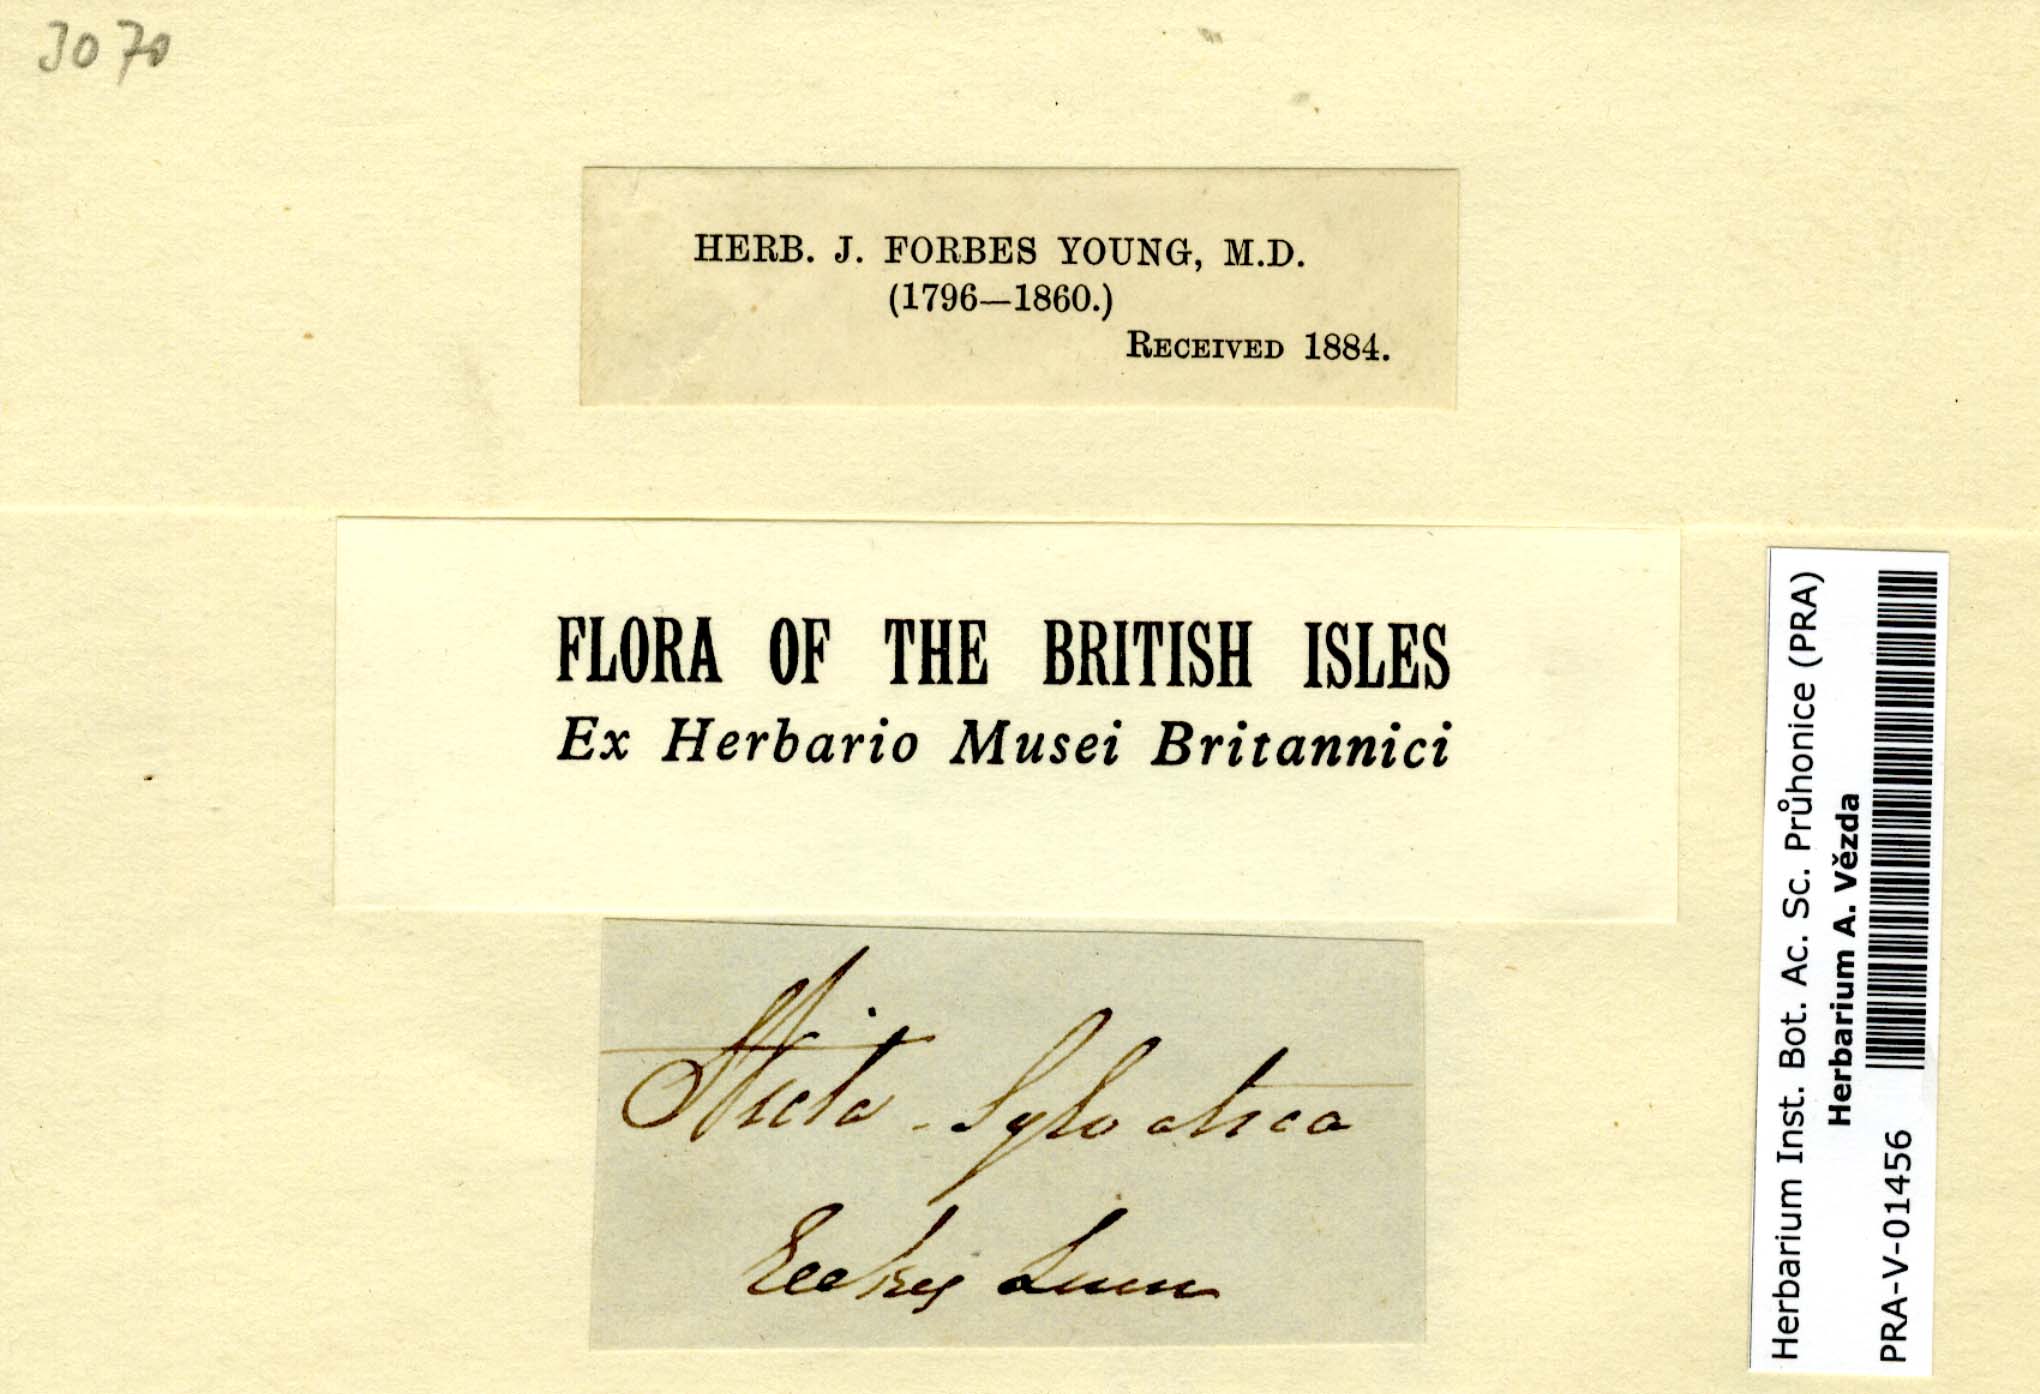 3070
HERB. J. FORBES YOUNG, M.D.
(1796—1860.)
RECEIVED 1884.
FLORA OF THE BRITISH ISLES
Ex Herbario Musei Britannici
Sticta Sylvatica
Herbarium Inst. Bot. Ac. Sc. Průhonice (PRA)
Herbarium A. Vězda
PRA-V-01456